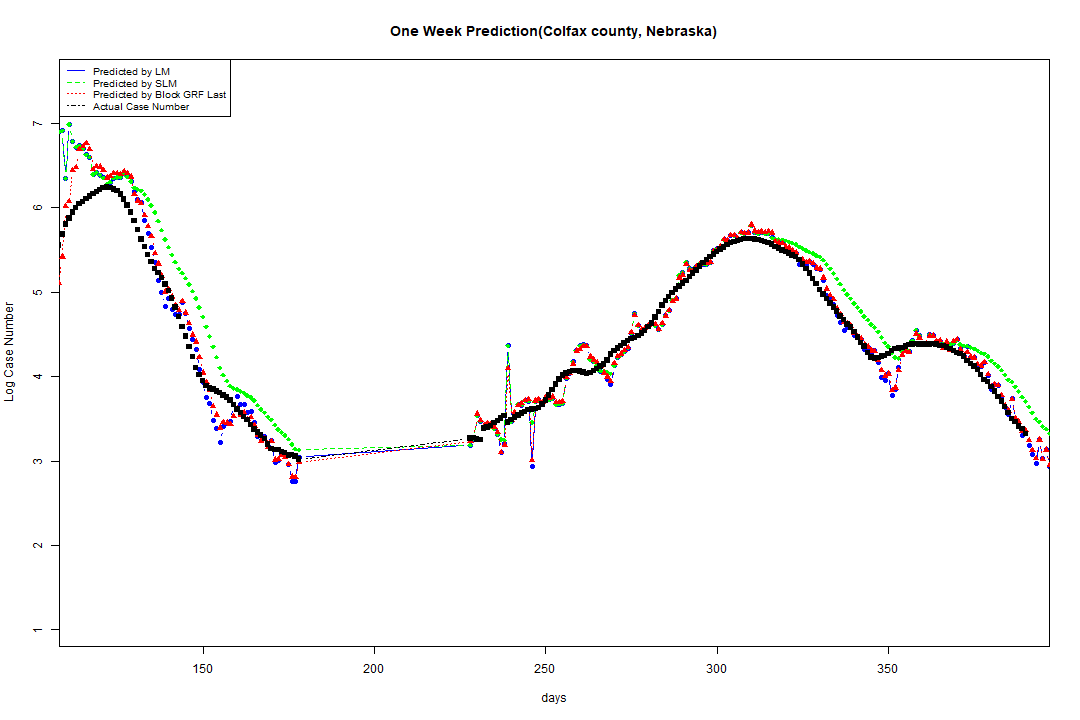 One Week Prediction(Colfax county, Nebraska)
Predicted by LM
Predicted by SLM
Predicted by Block GRF Last
Actual Case Number
7
6
5
4
3
2
1
Log Case Number
150 200 250 300 350
days